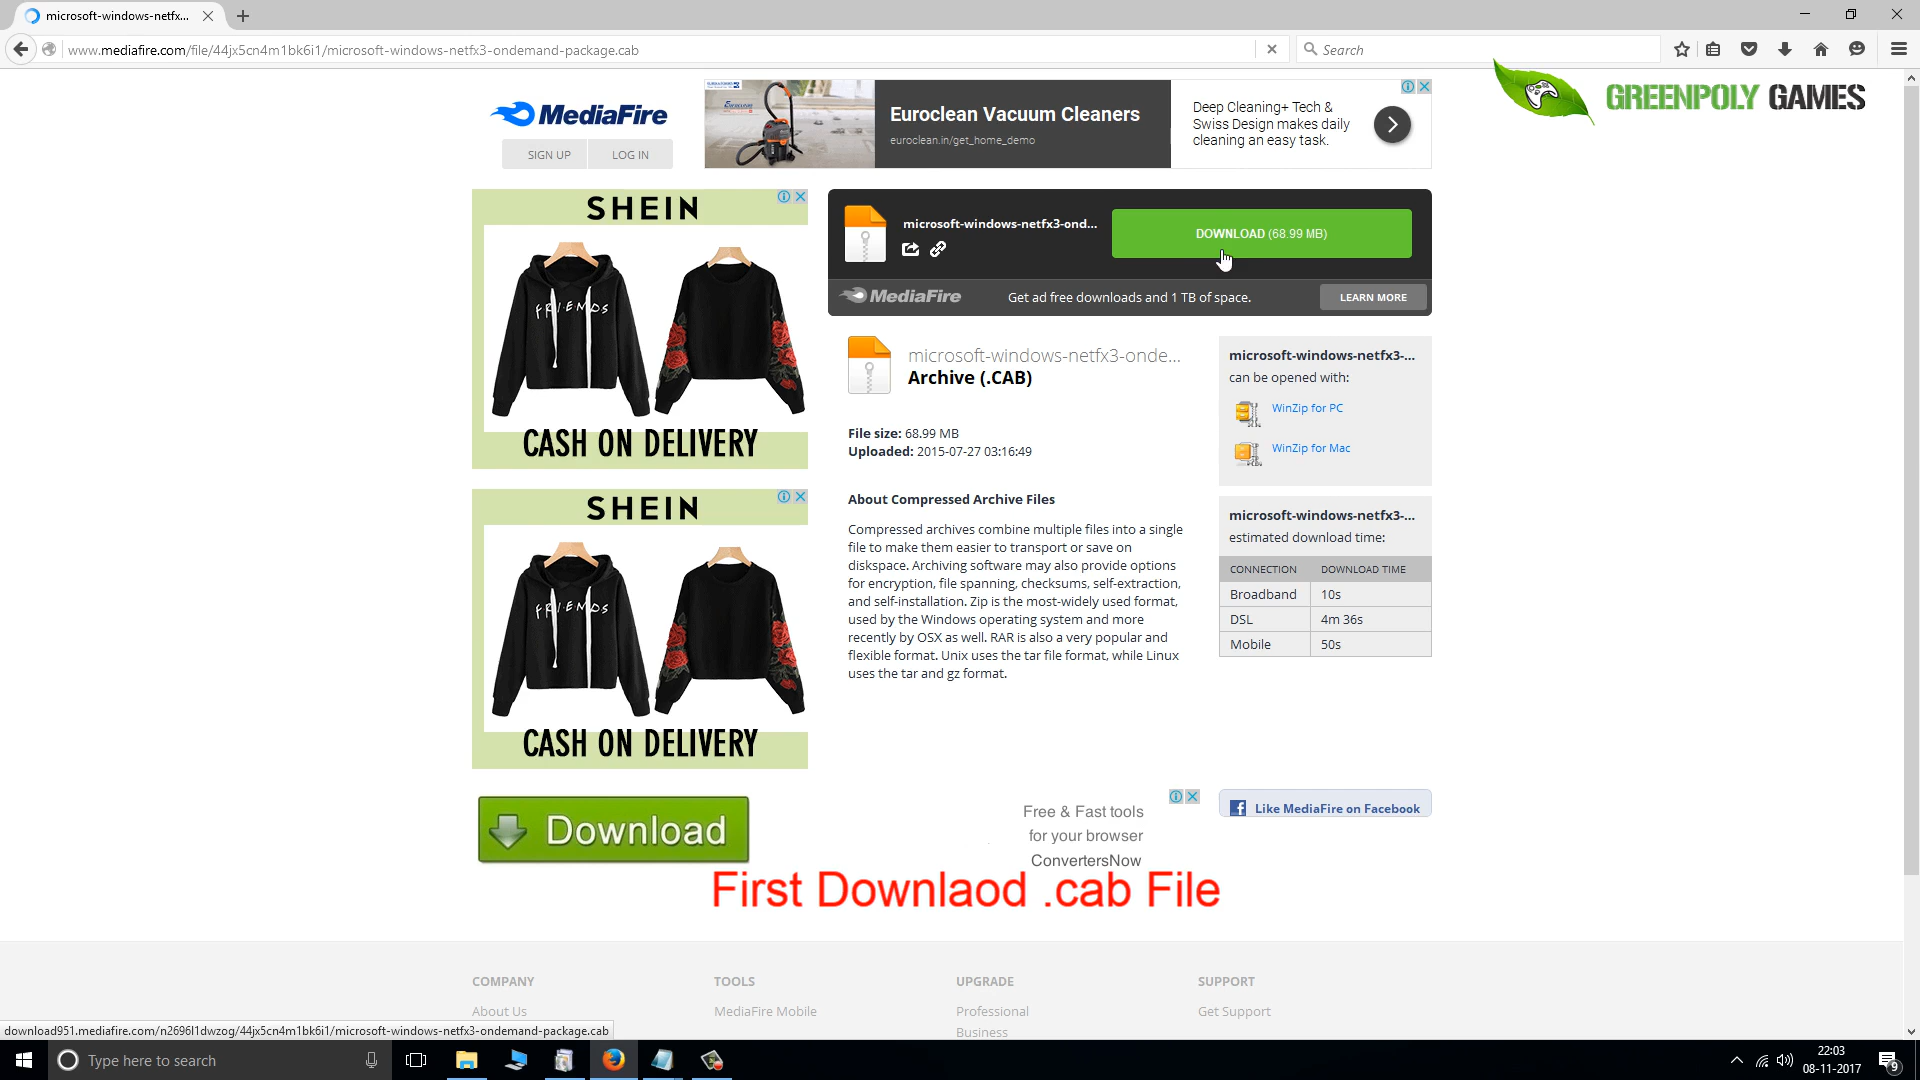 microsoft-windows-netfx...
www.mediafire.com/file/44jx5cn4m1bk6i1/microsoft-windows-netfx3-ondemand-package.cab
Search
GREENPOLY GAMES
MediaFire
SIGN UP
LOG IN
Euroclean Vacuum Cleaners
euroclean.in/get_home_demo
Deep Cleaning+ Tech &
Swiss Design makes daily
cleaning an easy task.
SHEIN
FRIENDS
CASH ON DELIVERY
microsoft-windows-netfx3-ond...
DOWNLOAD (68.99 MB)
MediaFire
Get ad free downloads and 1 TB of space.
LEARN MORE
microsoft-windows-netfx3-onde...
Archive (.CAB)
File size: 68.99 MB
Uploaded: 2015-07-27 03:16:49
About Compressed Archive Files
Compressed archives combine multiple files into a single
file to make them easier to transport or save on
diskspace. Archiving software may also provide options
for encryption, file spanning, checksums, self-extraction,
and self-installation. Zip is the most-widely used format,
used by the Windows operating system and more
recently by OSX as well. RAR is also a very popular and
flexible format. Unix uses the tar file format, while Linux
uses the tar and gz format.
microsoft-windows-netfx3-...
can be opened with:
WinZip for PC
WinZip for Mac
microsoft-windows-netfx3-...
estimated download time:
CONNECTION DOWNLOAD TIME
Broadband 10s
DSL 4m 36s
Mobile 50s
SHEIN
FRIENDS
CASH ON DELIVERY
Download
Free & Fast tools
for your browser
ConvertersNow
Like MediaFire on Facebook
First Downlaod .cab File
COMPANY
About Us
TOOLS
MediaFire Mobile
UPGRADE
Professional
Business
SUPPORT
Get Support
download951.mediafire.com/n2696l1dwzog/44jx5cn4m1bk6i1/microsoft-windows-netfx3-ondemand-package.cab
Type here to search
22:03
08-11-2017
9